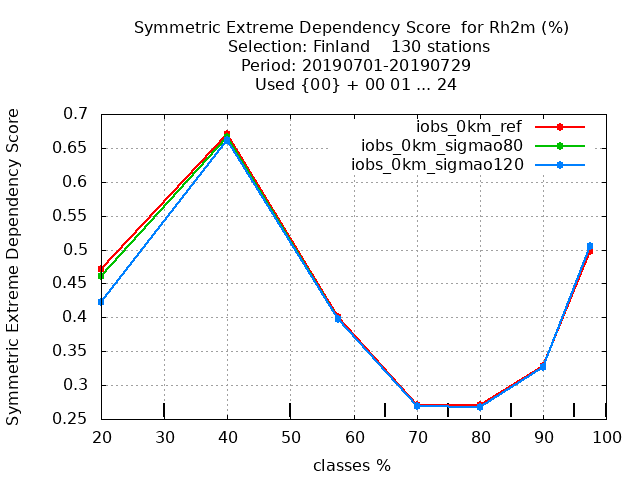 Symmetric Extreme Dependency Score for Rh2m (%)
Selection: Finland 130 stations
Period: 20190701-20190729
Used {00} + 00 01 ... 24
iobs_0km_ref
iobs_0km_sigmao80
iobs_0km_sigmao120
Symmetric Extreme Dependency Score
0.7
0.65
0.6
0.55
0.5
0.45
0.4
0.35
0.3
0.25
20 30 40 50 60 70 80 90 100
classes %